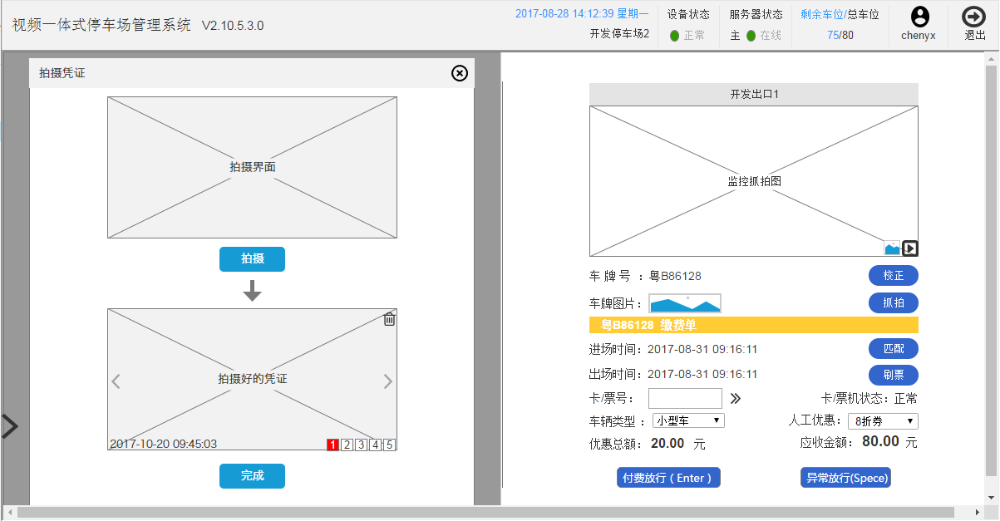 视频一体式停车场管理系统 V2.10.5.3.0
2017-08-28 14:12:39 星期一
开发停车场2
设备状态
正常
服务器状态
主 在线
剩余车位/总车位
75/80
chenyx
退出
拍摄凭证
拍摄界面
拍摄
拍摄好的凭证
2017-10-20 09:45:03
1 2 3 4 5
完成
开发出口1
监控抓拍图
车 牌 号 ：粤B86128
校正
车牌图片：
抓拍
粤B86128 缴费单
进场时间：2017-08-31 09:16:11
匹配
出场时间：2017-08-31 09:16:11
刷票
卡/票号：
卡/票机状态：正常
车辆类型 ： 小型车
人工优惠： 8折券
优惠总额： 20.00 元
应收金额： 80.00 元
付费放行（ Enter ）
异常放行(Spece)